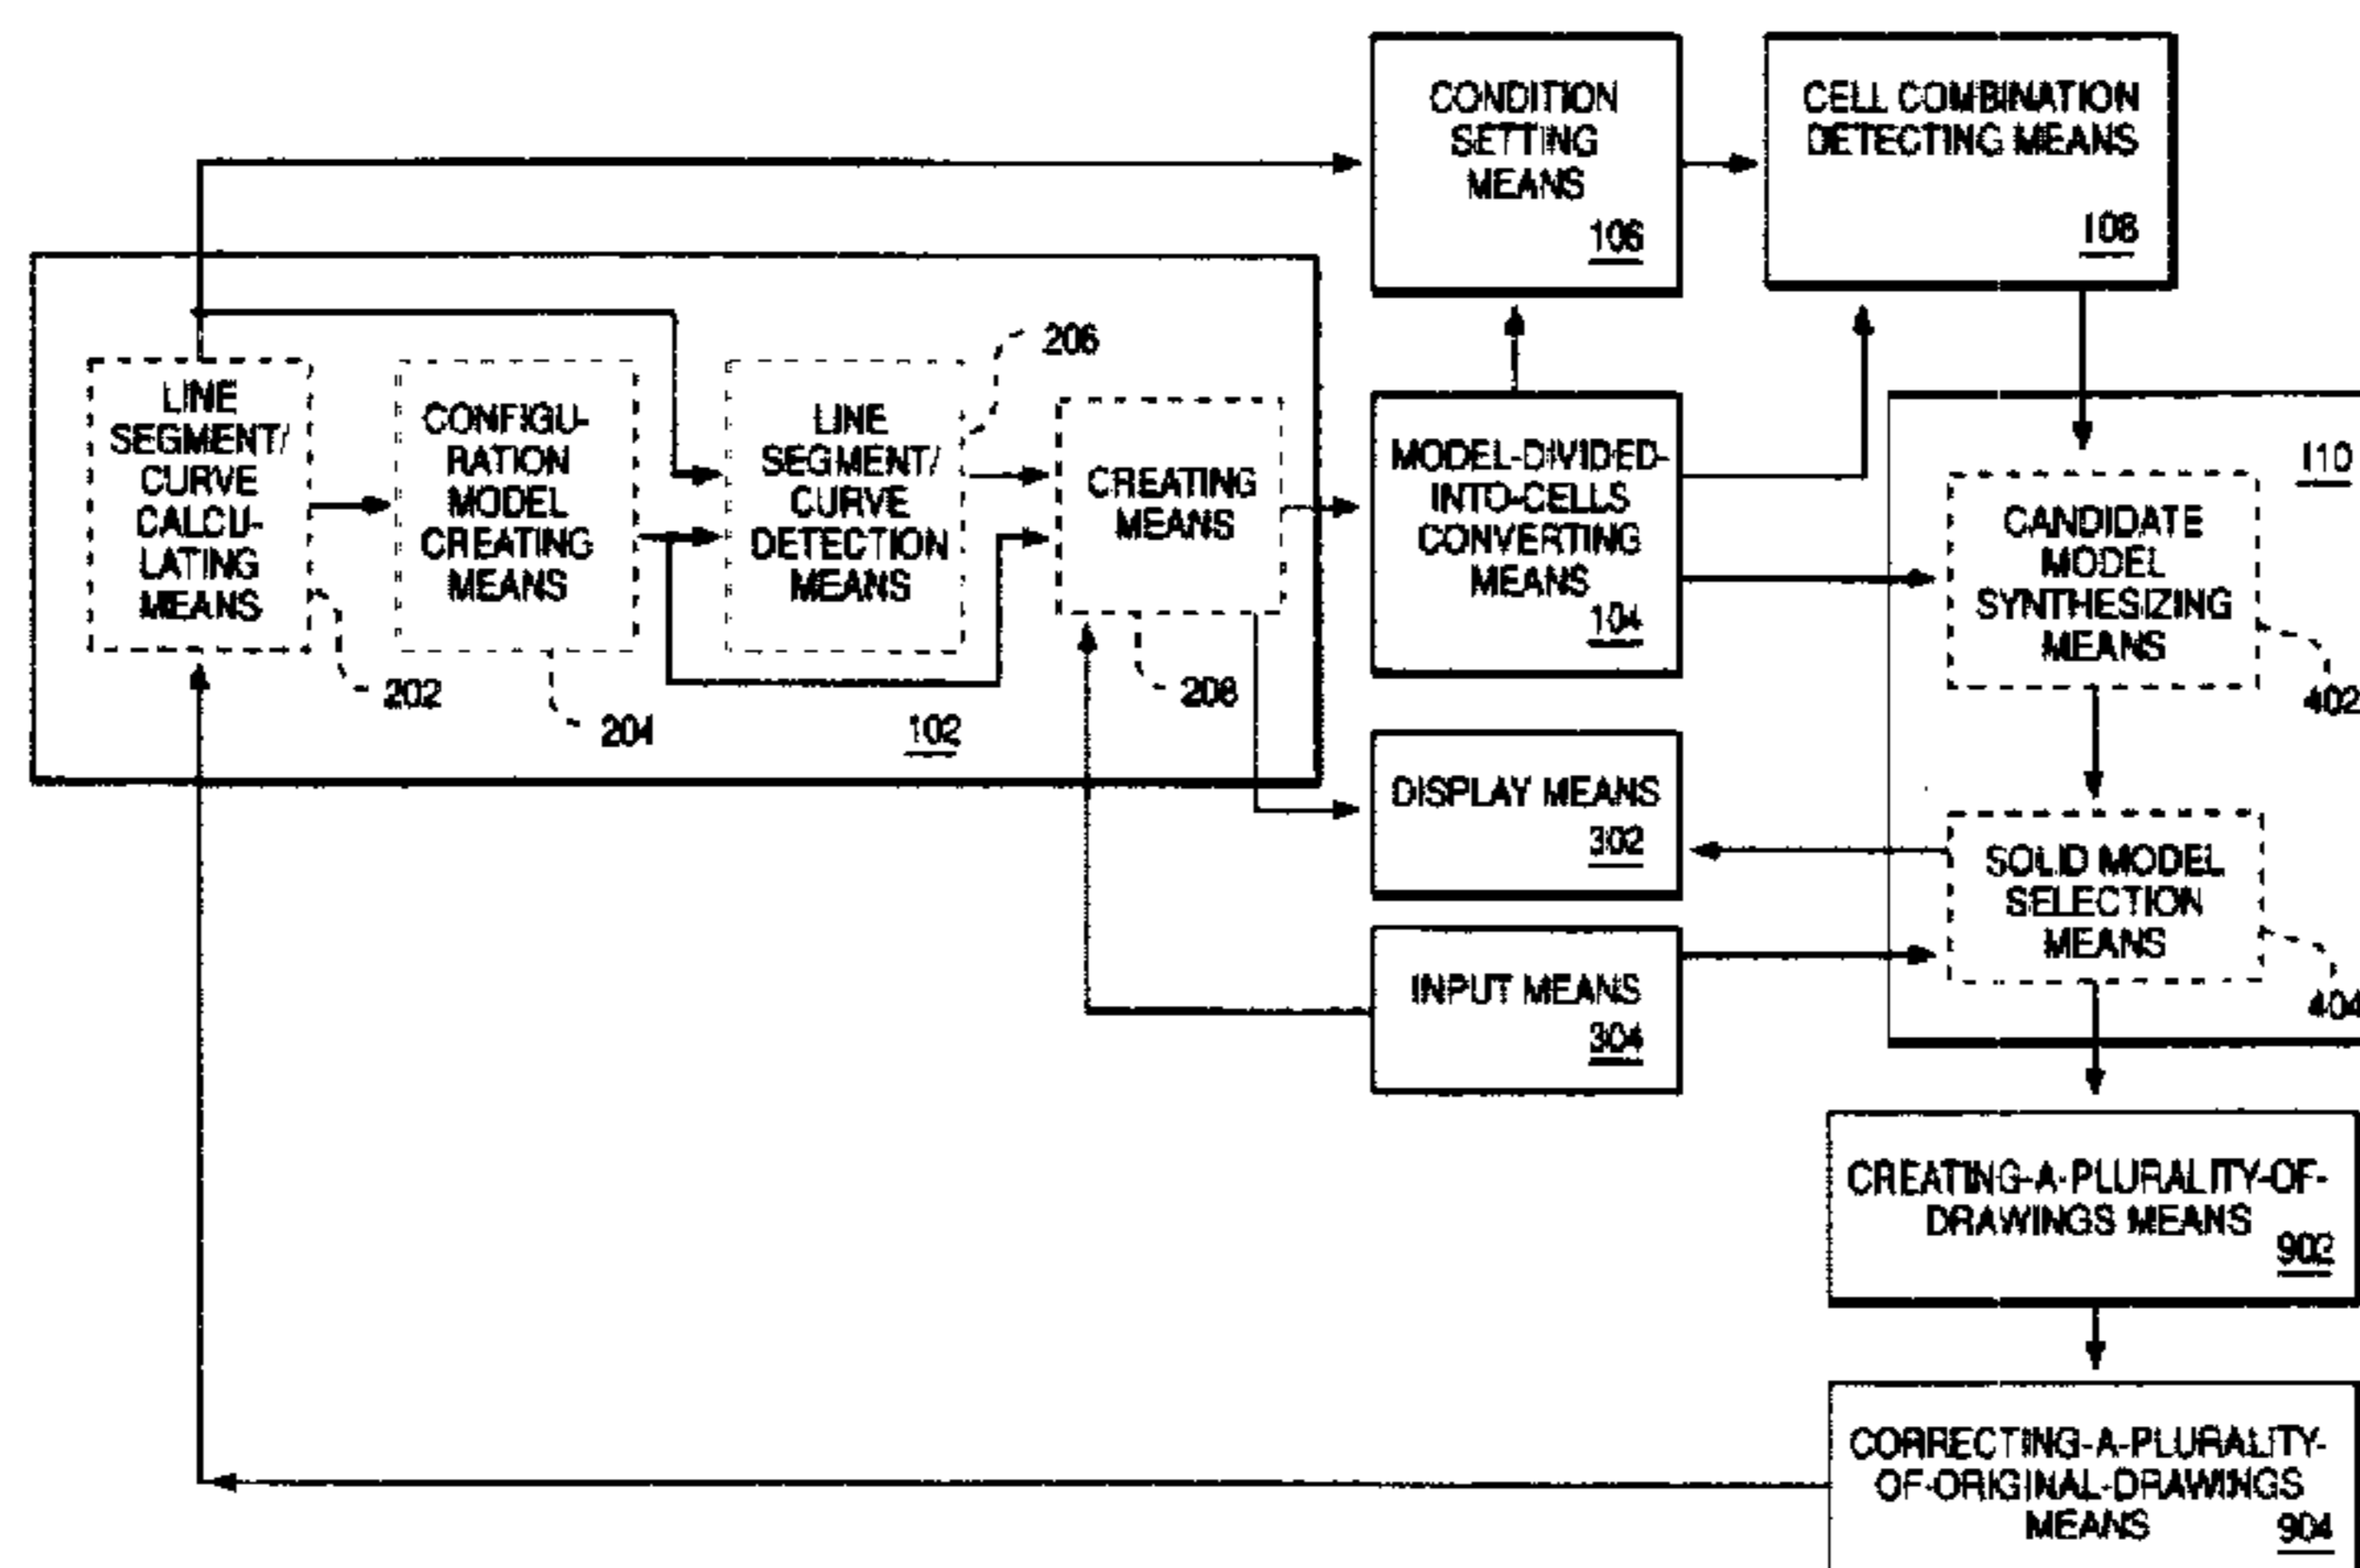 CONDITION
SETTING
MEANS
106
CELL COMBINATION
DETECTING MEANS
108
LINE
SEGMENT/
CURVE
CALCU-
LATING
MEANS
202
CONFIGU-
RATION
MODEL
CREATING
MEANS
204
LINE
SEGMENT/
CURVE
DETECTION
MEANS
206
CREATING
MEANS
208
102
MODEL-DIVIDED-
INTO-CELLS
CONVERTING
MEANS
104
110
CANDIDATE
MODEL
SYNTHESIZING
MEANS
402
DISPLAY MEANS
302
SOLID MODEL
SELECTION
MEANS
404
INPUT MEANS
304
CREATING-A-PLURALITY-OF-
DRAWINGS MEANS
902
CORRECTING-A-PLURALITY-
OF-ORIGINAL-DRAWINGS
MEANS
904